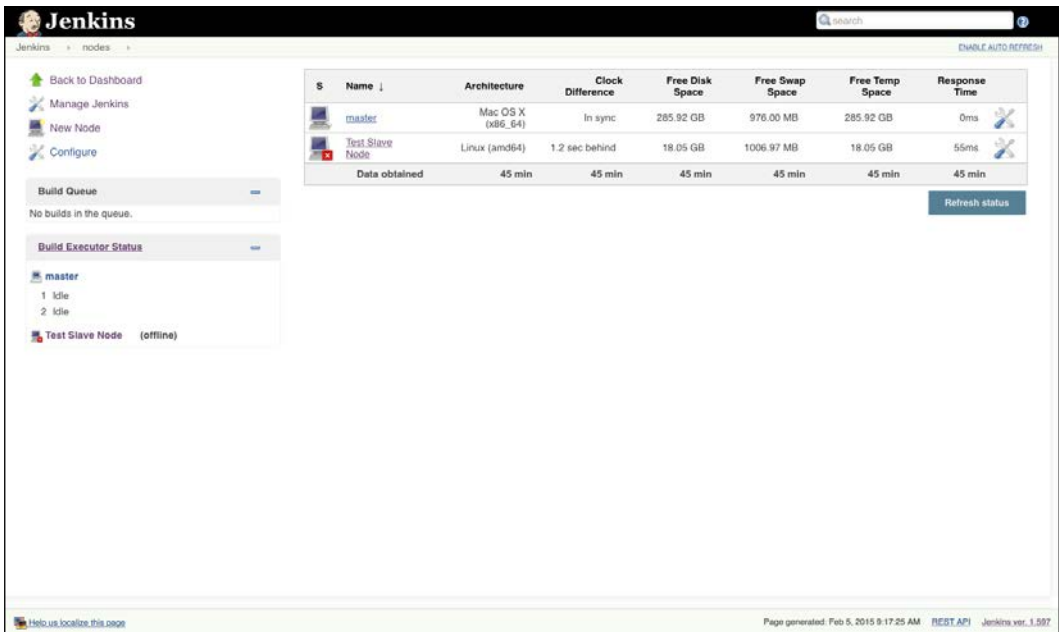 Jenkins
search
Jenkins › nodes ›
ENABLE AUTO REFRESH
Back to Dashboard
Manage Jenkins
New Node
Configure
Build Queue
No builds in the queue.
Build Executor Status
master
1 Idle
2 Idle
Test Slave Node (offline)
S Name ↓ Architecture Clock Difference Free Disk Space Free Swap Space Free Temp Space Response Time
master Mac OS X (x86_64) In sync 285.92 GB 976.00 MB 285.92 GB 0ms
Test Slave Node Linux (amd64) 1.2 sec behind 18.05 GB 1006.97 MB 18.05 GB 55ms
Data obtained 45 min 45 min 45 min 45 min 45 min 45 min
Refresh status
Help us localize this page
Page generated: Feb 5, 2015 9:17:25 AM REST API Jenkins ver. 1.597